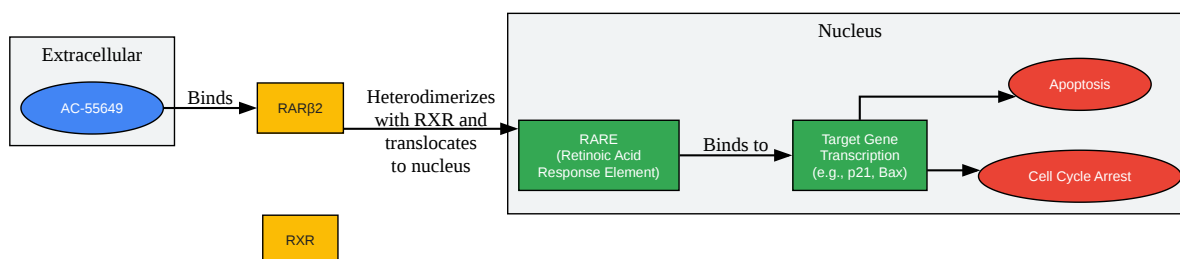 Extracellular
AC-55649
Binds
RARβ2
Heterodimerizes
with RXR and
translocates
to nucleus
RXR
Nucleus
RARE
(Retinoic Acid
Response Element)
Binds to
Target Gene
Transcription
(e.g., p21, Bax)
Apoptosis
Cell Cycle Arrest